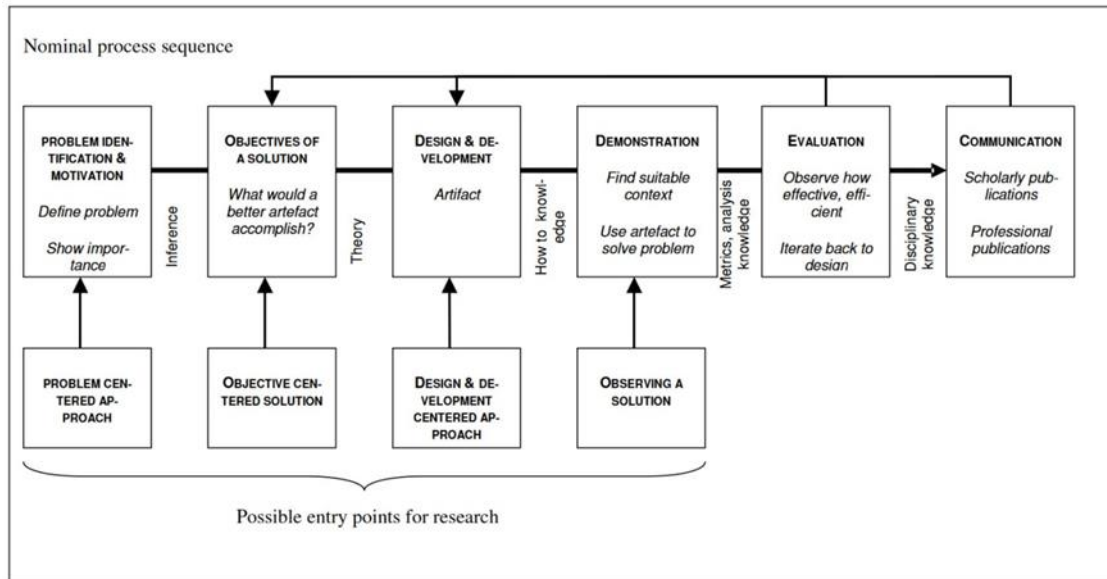 Nominal process sequence
PROBLEM IDEN-
TIFICATION &
MOTIVATION
Define problem
Show impor-
tance
Inference
OBJECTIVES OF
A SOLUTION
What would a
better artefact
accomplish?
Theory
DESIGN & DE-
VELOPMENT
Artifact
How to knowl-
edge
DEMONSTRATION
Find suitable
context
Use artefact to
solve problem
Metrics, analysis
knowledge
EVALUATION
Observe how
effective, effi-
cient
Iterate back to
design
Disciplinary
knowledge
COMMUNICATION
Scholarly pub-
lications
Professional
publications
PROBLEM CEN-
TERED AP-
PROACH
OBJECTIVE CEN-
TERED SOLUTION
DESIGN & DE-
VELOPMENT
CENTERED AP-
PROACH
OBSERVING A
SOLUTION
Possible entry points for research